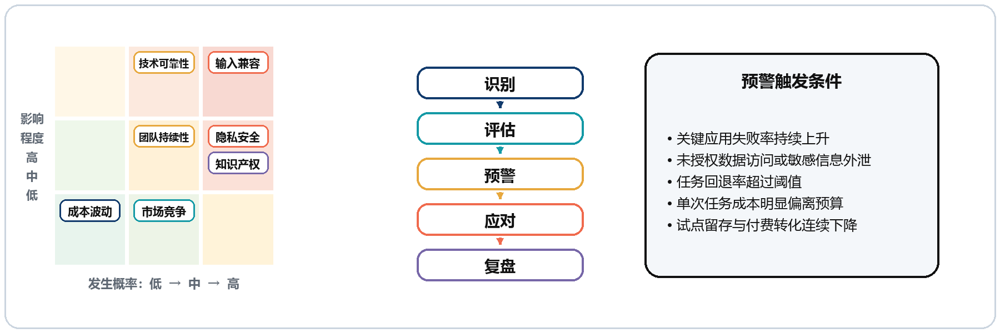 技术可靠性
输入兼容
团队持续性
隐私安全
知识产权
成本波动
市场竞争
影响
程度
高
中
低
发生概率：低 → 中 → 高
识别
评估
预警
应对
复盘
预警触发条件
• 关键应用失败率持续上升
• 未授权数据访问或敏感信息外泄
• 任务回退率超过阈值
• 单次任务成本明显偏离预算
• 试点留存与付费转化连续下降